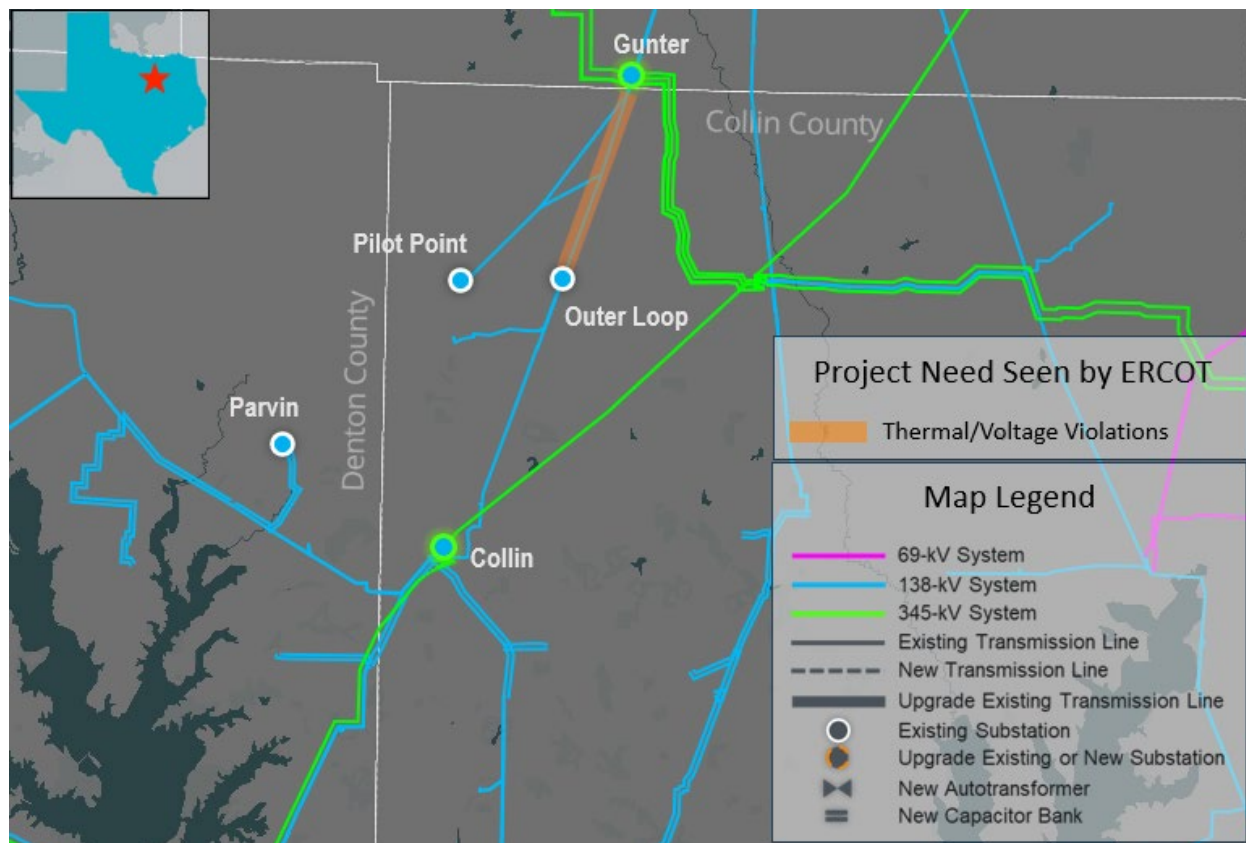 Gunter
Collin County
Pilot Point
Outer Loop
Denton County
Parvin
Collin
Project Need Seen by ERCOT
Thermal/Voltage Violations
Map Legend
69-kV System
138-kV System
345-kV System
Existing Transmission Line
New Transmission Line
Upgrade Existing Transmission Line
Existing Substation
Upgrade Existing or New Substation
New Autotransformer
New Capacitor Bank